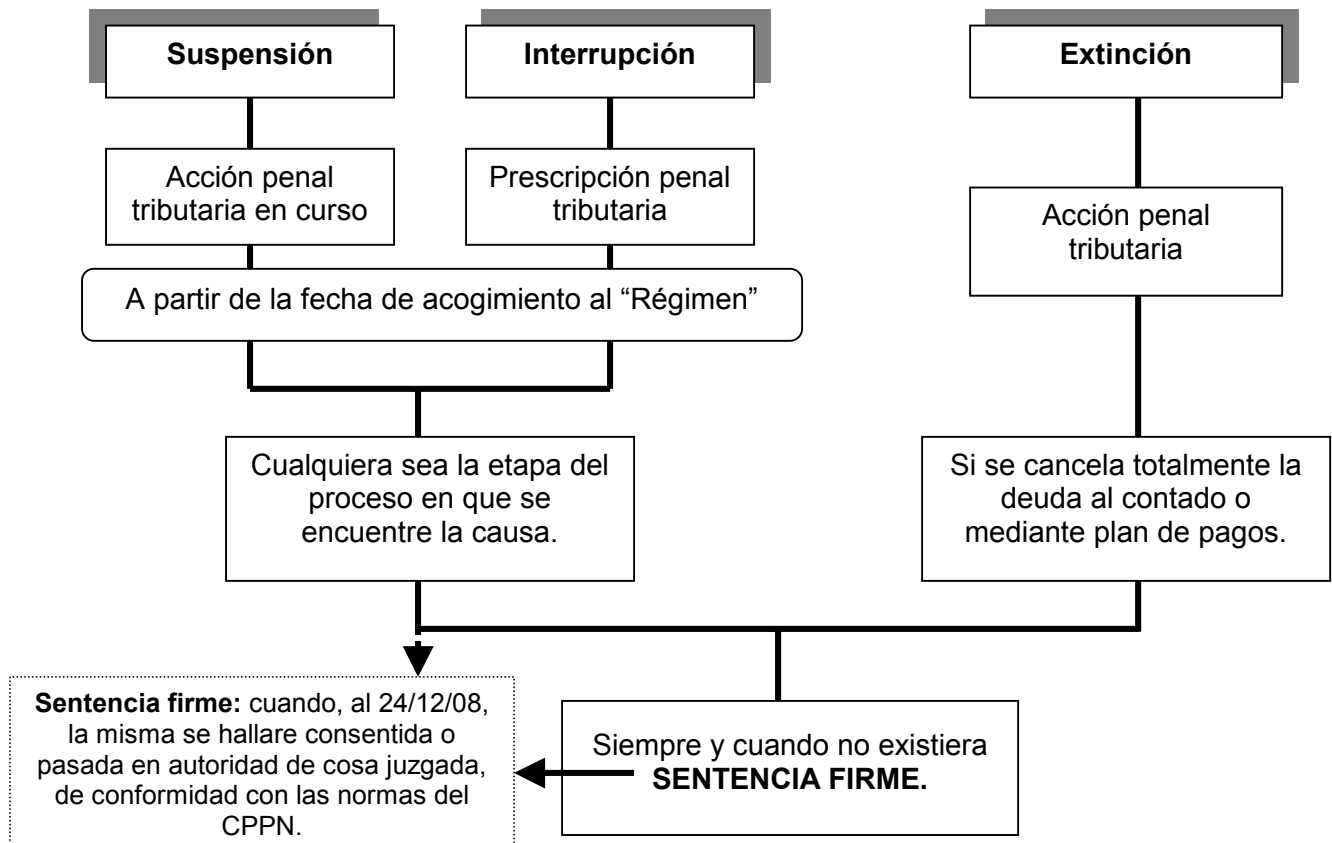 Suspensión
Interrupción
Extinción
Acción penal
tributaria en curso
Prescripción penal
tributaria
Acción penal
tributaria
A partir de la fecha de acogimiento al “Régimen”
Cualquiera sea la etapa del
proceso en que se
encuentre la causa.
Si se cancela totalmente la
deuda al contado o
mediante plan de pagos.
Sentencia firme: cuando, al 24/12/08,
la misma se hallare consentida o
pasada en autoridad de cosa juzgada,
de conformidad con las normas del
CPPN.
Siempre y cuando no existiera
SENTENCIA FIRME.